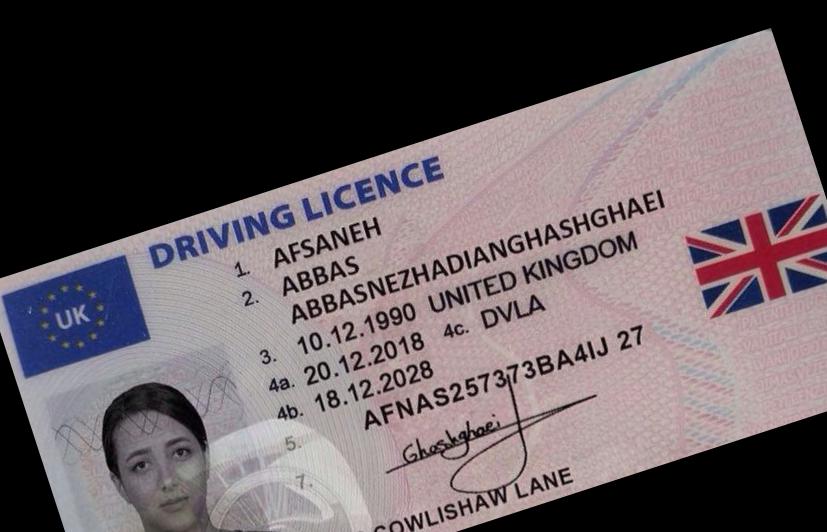 DRIVING LICENCE
UK
1. AFSANEH
2. ABBAS
ABBASNEZHADIANGHASHGHAEI
3. 10.12.1990 UNITED KINGDOM
4a. 20.12.2018 4c. DVLA
4b. 18.12.2028
5. AFNAS257373BA4IJ 27
7. Ghashghaei
COWLISHAW LANE